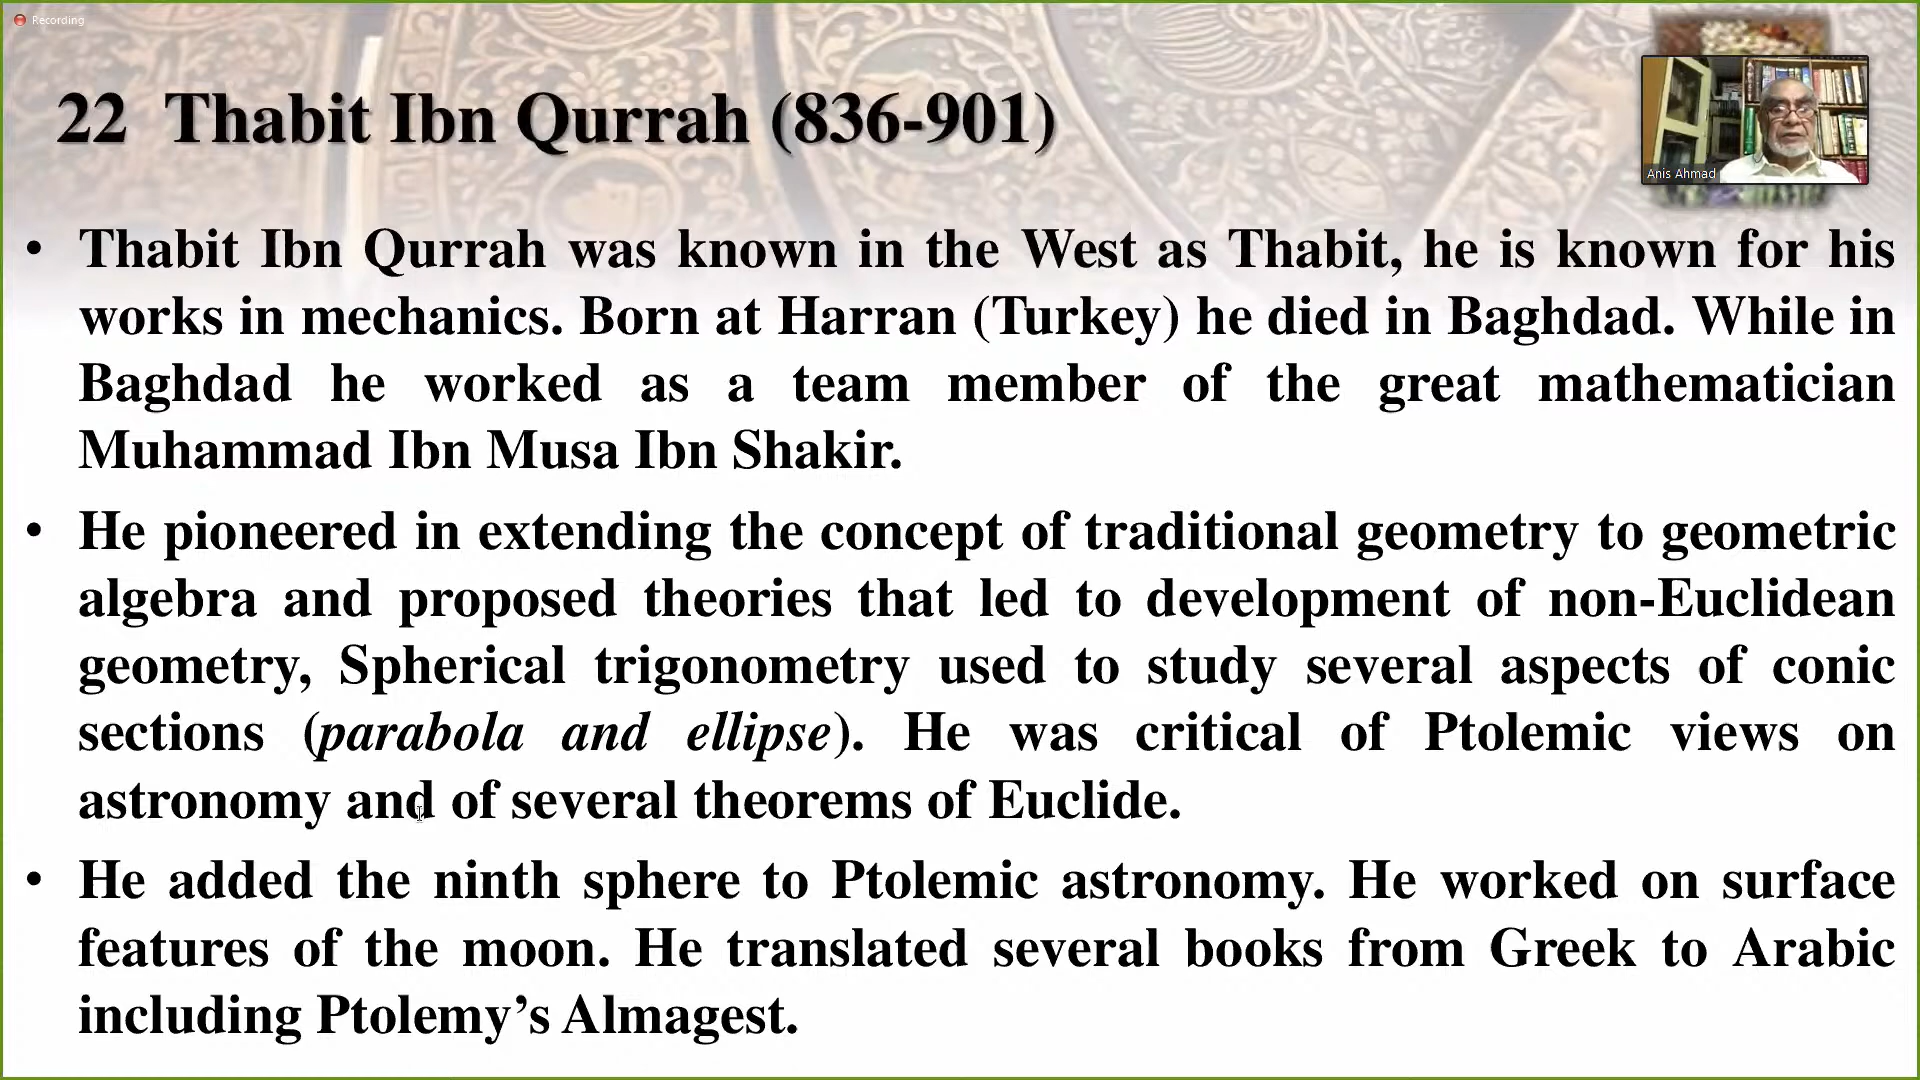 Recording
22 Thabit Ibn Qurrah (836-901)
Anis Ahmad
• Thabit Ibn Qurrah was known in the West as Thabit, he is known for his
works in mechanics. Born at Harran (Turkey) he died in Baghdad. While in
Baghdad he worked as a team member of the great mathematician
Muhammad Ibn Musa Ibn Shakir.
• He pioneered in extending the concept of traditional geometry to geometric
algebra and proposed theories that led to development of non-Euclidean
geometry, Spherical trigonometry used to study several aspects of conic
sections (parabola and ellipse). He was critical of Ptolemic views on
astronomy and of several theorems of Euclide.
• He added the ninth sphere to Ptolemic astronomy. He worked on surface
features of the moon. He translated several books from Greek to Arabic
including Ptolemy’s Almagest.